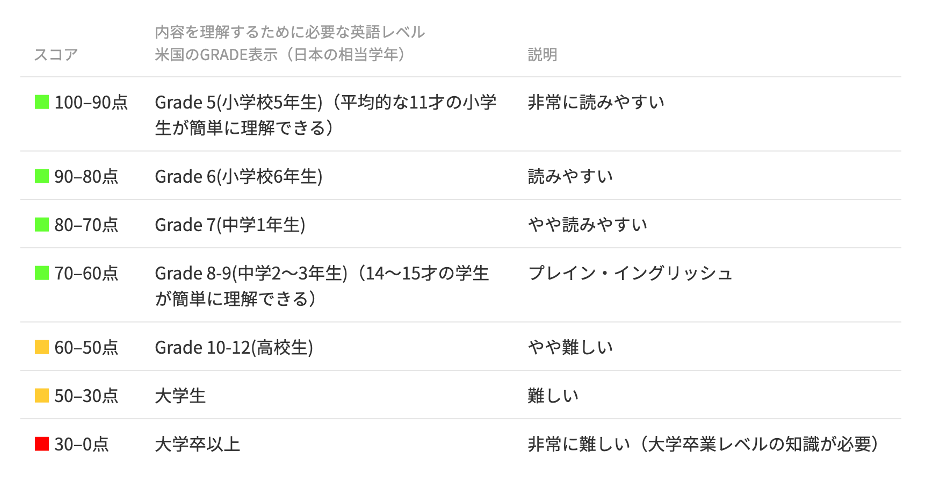 内容を理解するために必要な英語レベル
スコア 米国のGRADE表示（日本の相当学年） 説明
100–90点 Grade 5(小学校5年生)（平均的な11才の小学 非常に読みやすい
生が簡単に理解できる）
90–80点 Grade 6(小学校6年生) 読みやすい
80–70点 Grade 7(中学1年生) やや読みやすい
70–60点 Grade 8-9(中学2〜3年生)（14〜15才の学生 プレイン・イングリッシュ
が簡単に理解できる）
60–50点 Grade 10-12(高校生) やや難しい
50–30点 大学生 難しい
30–0点 大学卒以上 非常に難しい（大学卒業レベルの知識が必要）